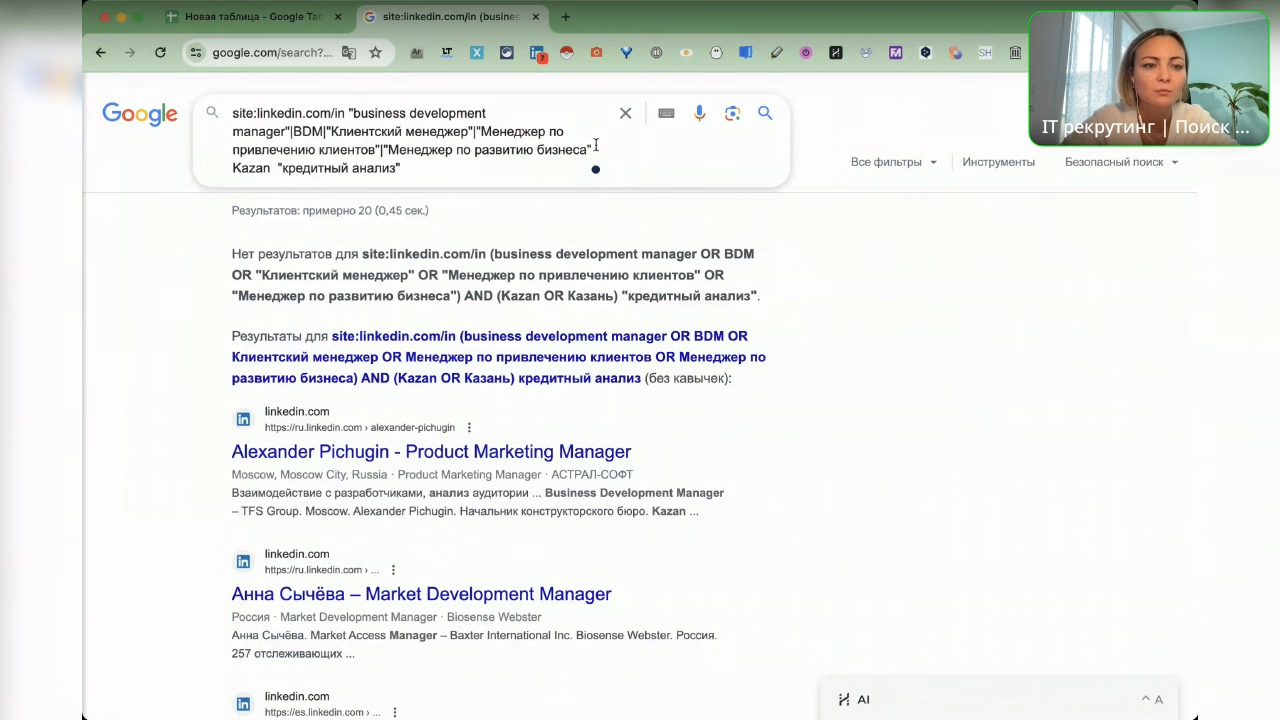 Новая таблица - Google Таб
site:linkedin.com/in (busines
google.com/search?...
7
SH
IT рекрутинг | Поиск ...
Google
site:linkedin.com/in "business development
manager"|BDM|"Клиентский менеджер"|"Менеджер по
привлечению клиентов"|"Менеджер по развитию бизнеса"
Kazan "кредитный анализ"
Все фильтры
Инструменты
Безопасный поиск
Результатов: примерно 20 (0,45 сек.)
Нет результатов для site:linkedin.com/in (business development manager OR BDM
OR "Клиентский менеджер" OR "Менеджер по привлечению клиентов" OR
"Менеджер по развитию бизнеса") AND (Kazan OR Казань) "кредитный анализ".
Результаты для site:linkedin.com/in (business development manager OR BDM OR
Клиентский менеджер OR Менеджер по привлечению клиентов OR Менеджер по
развитию бизнеса) AND (Kazan OR Казань) кредитный анализ (без кавычек):
linkedin.com
https://ru.linkedin.com › alexander-pichugin
Alexander Pichugin - Product Marketing Manager
Moscow, Moscow City, Russia · Product Marketing Manager · АСТРАЛ-СОФТ
Взаимодействие с разработчиками, анализ аудитории ... Business Development Manager
– TFS Group. Moscow. Alexander Pichugin. Начальник конструкторского бюро. Kazan ...
linkedin.com
https://ru.linkedin.com › ...
Анна Сычёва – Market Development Manager
Россия · Market Development Manager · Biosense Webster
Анна Сычёва. Market Access Manager – Baxter International Inc. Biosense Webster. Россия.
257 отслеживающих ...
linkedin.com
https://es.linkedin.com › ...
AI
A